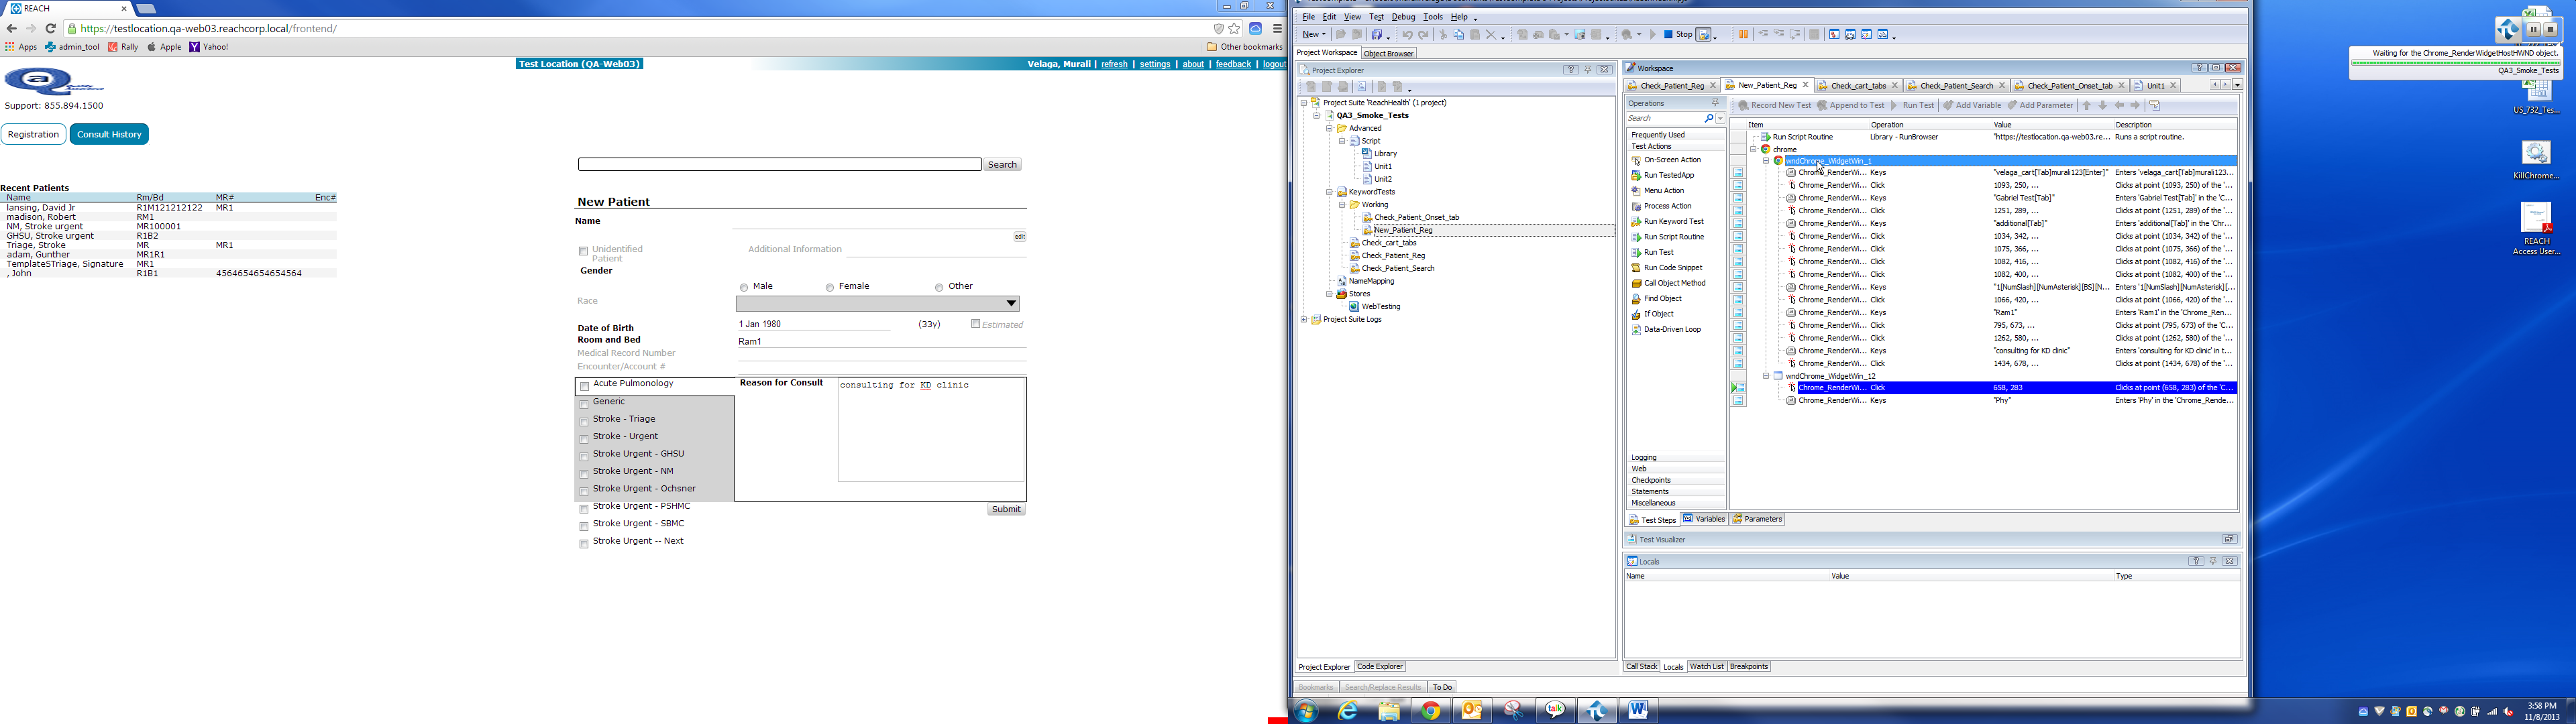 REACH
https://testlocation.qa-web03.reachcorp.local/frontend/
Apps admin_tool Rally Apple Yahoo! Other bookmarks
Test Location (QA-Web03) Velaga, Murali | refresh | settings | about | feedback | logout
Support: 855.894.1500
Registration Consult History
Search
Recent Patients
Name Rm/Bd MR# Enc#
lansing, David Jr R1M121212122 MR1
madison, Robert RM1
NM, Stroke urgent MR100001
GHSU, Stroke urgent R1B2
Triage, Stroke MR MR1
adam, Gunther MR1R1
TemplateSTriage, Signature MR1
, John R1B1 4564654654654564
New Patient
Name
edit
Unidentified Patient Additional Information
Gender
Male Female Other
Race
Date of Birth 1 Jan 1980 (33y) Estimated
Room and Bed Ram1
Medical Record Number
Encounter/Account #
Acute Pulmonology
Generic
Stroke - Triage
Stroke - Urgent
Stroke Urgent - GHSU
Stroke Urgent - NM
Stroke Urgent - Ochsner
Stroke Urgent - PSHMC
Stroke Urgent - SBMC
Stroke Urgent -- Next
Reason for Consult consulting for KD clinic
Submit
File Edit View Test Debug Tools Help
New Stop
Project Workspace Object Browser
Project Explorer
Project Suite 'ReachHealth' (1 project)
QA3_Smoke_Tests
Advanced
Script
Library
Unit1
Unit2
KeywordTests
Working
Check_Patient_Onset_tab
New_Patient_Reg
Check_cart_tabs
Check_Patient_Reg
Check_Patient_Search
NameMapping
Stores
WebTesting
Project Suite Logs
Project Explorer Code Explorer
Bookmarks Search/Replace Results To Do
Workspace
Check_Patient_Reg New_Patient_Reg Check_cart_tabs Check_Patient_Search Check_Patient_Onset_tab Unit1
Operations
Search
Frequently Used
Test Actions
On-Screen Action
Run TestedApp
Menu Action
Process Action
Run Keyword Test
Run Script Routine
Run Test
Run Code Snippet
Call Object Method
Find Object
If Object
Data-Driven Loop
Logging
Web
Checkpoints
Statements
Miscellaneous
Record New Test Append to Test Run Test Add Variable Add Parameter
Item Operation Value Description
Run Script Routine Library - RunBrowser "https://testlocation.qa-web03.re... Runs a script routine.
chrome
wndChrome_WidgetWin_1
Chrome_RenderWi... Keys "velaga_cart[Tab]murali123[Enter]" Enters 'velaga_cart[Tab]murali123...
Chrome_RenderWi... Click 1093, 250, ... Clicks at point (1093, 250) of the '...
Chrome_RenderWi... Keys "Gabriel Test[Tab]" Enters 'Gabriel Test[Tab]' in the 'C...
Chrome_RenderWi... Click 1251, 289, ... Clicks at point (1251, 289) of the '...
Chrome_RenderWi... Keys "additional[Tab]" Enters 'additional[Tab]' in the 'Chr...
Chrome_RenderWi... Click 1034, 342, ... Clicks at point (1034, 342) of the '...
Chrome_RenderWi... Click 1075, 366, ... Clicks at point (1075, 366) of the '...
Chrome_RenderWi... Click 1082, 416, ... Clicks at point (1082, 416) of the '...
Chrome_RenderWi... Click 1082, 400, ... Clicks at point (1082, 400) of the '...
Chrome_RenderWi... Keys "1[NumSlash][NumAsterisk][BS][N... Enters '1[NumSlash][NumAsterisk][...
Chrome_RenderWi... Click 1066, 420, ... Clicks at point (1066, 420) of the '...
Chrome_RenderWi... Keys "Ram1" Enters 'Ram1' in the 'Chrome_Ren...
Chrome_RenderWi... Click 795, 673, ... Clicks at point (795, 673) of the 'C...
Chrome_RenderWi... Click 1262, 580, ... Clicks at point (1262, 580) of the '...
Chrome_RenderWi... Keys "consulting for KD clinic" Enters 'consulting for KD clinic' in t...
Chrome_RenderWi... Click 1434, 678, ... Clicks at point (1434, 678) of the '...
wndChrome_WidgetWin_12
Chrome_RenderWi... Click 658, 283 Clicks at point (658, 283) of the 'C...
Chrome_RenderWi... Keys "Phy" Enters 'Phy' in the 'Chrome_Rende...
Test Steps Variables Parameters
Test Visualizer
Locals
Name Value Type
Call Stack Locals Watch List Breakpoints
Waiting for the Chrome_RenderWidgetHostHWND object.
QA3_Smoke_Tests
US_732_Tes...
KillChrome...
REACH
Access User...
talk
3:58 PM
11/8/2013